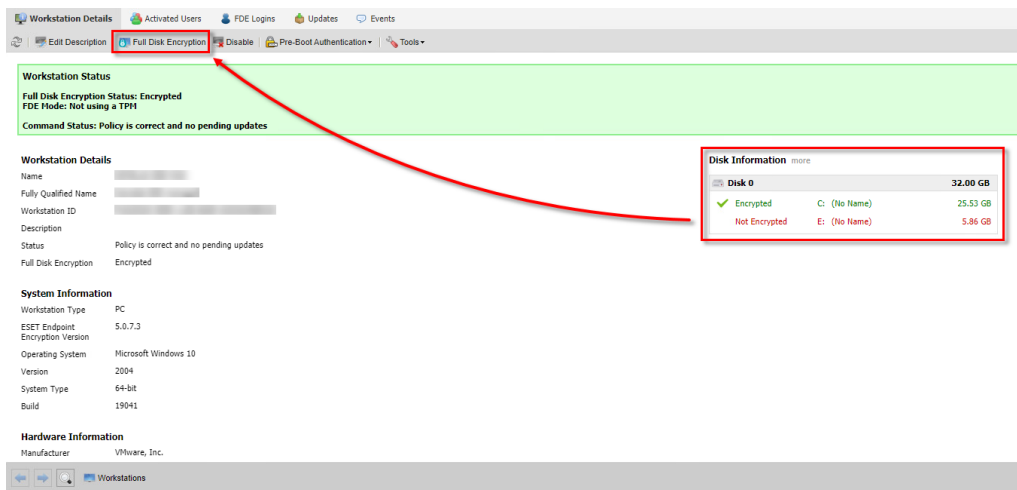 Workstation Details Activated Users FDE Logins Updates Events
Edit Description Full Disk Encryption Disable Pre-Boot Authentication Tools
Workstation Status
Full Disk Encryption Status: Encrypted
FDE Mode: Not using a TPM
Command Status: Policy is correct and no pending updates
Workstation Details
Name
Fully Qualified Name
Workstation ID
Description
Status Policy is correct and no pending updates
Full Disk Encryption Encrypted
Disk Information more
Disk 0 32.00 GB
Encrypted C: (No Name) 25.53 GB
Not Encrypted E: (No Name) 5.86 GB
System Information
Workstation Type PC
ESET Endpoint Encryption Version 5.0.7.3
Operating System Microsoft Windows 10
Version 2004
System Type 64-bit
Build 19041
Hardware Information
Manufacturer VMware, Inc.
Workstations